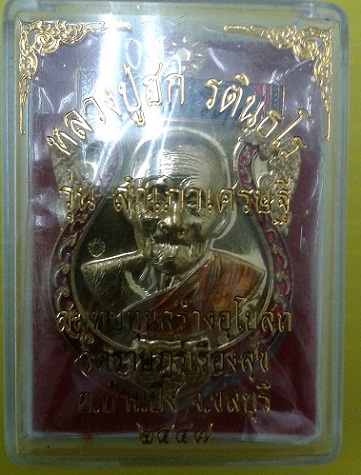 หลวงปู่ฮก รตินฺธโร
รุ่น สำเภาเศรษฐี
สมทบทุนสร้างอุโบสถ
วัดราษฎร์เรืองสุข
อ.บ้านบึง จ.ชลบุรี
๒๕๕๗